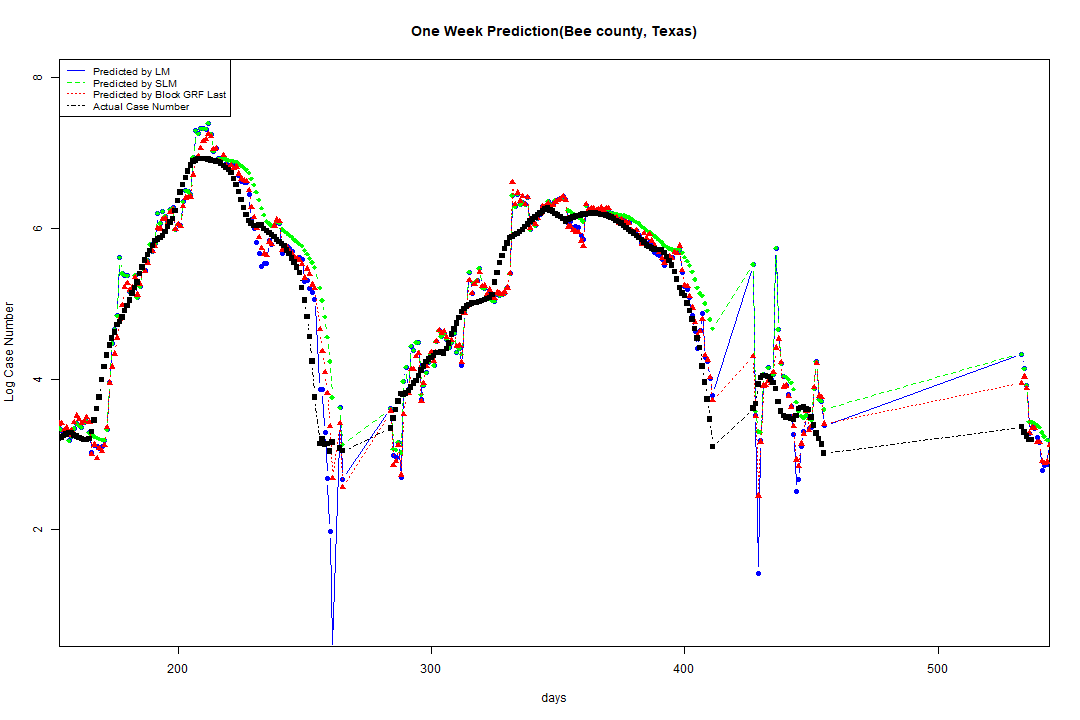 One Week Prediction(Bee county, Texas)
Predicted by LM
Predicted by SLM
Predicted by Block GRF Last
Actual Case Number
8
6
4
2
Log Case Number
200 300 400 500
days